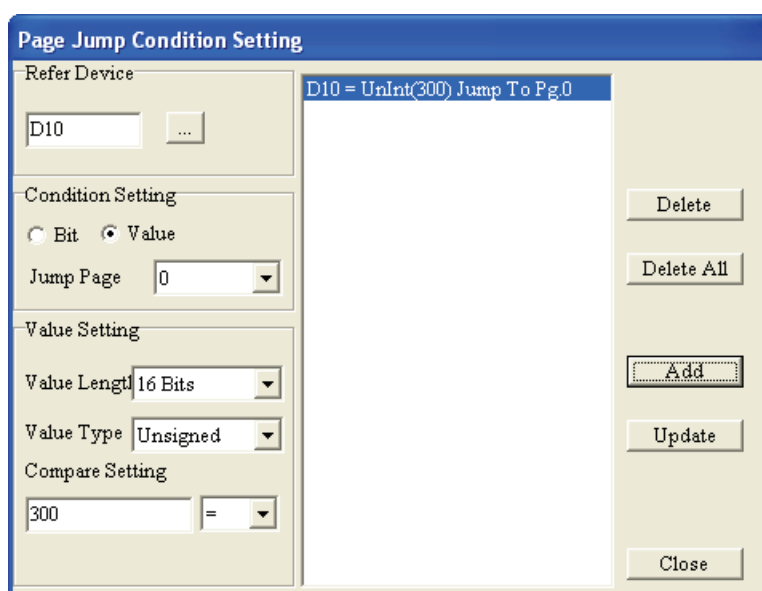 Page Jump Condition Setting
Refer Device
D10
...
Condition Setting
Bit
Value
Jump Page
0
Value Setting
Value Lengtl
16 Bits
Value Type
Unsigned
Compare Setting
300
=
D10 = UnInt(300) Jump To Pg.0
Delete
Delete All
Add
Update
Close